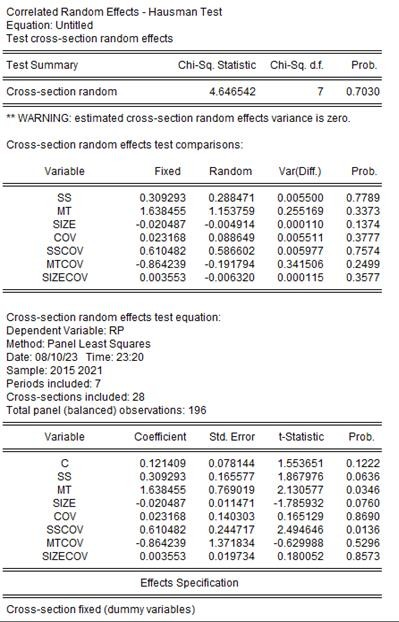 Correlated Random Effects - Hausman Test
Equation: Untitled
Test cross-section random effects
Test Summary Chi-Sq. Statistic Chi-Sq. d.f. Prob.
Cross-section random 4.646542 7 0.7030
** WARNING: estimated cross-section random effects variance is zero.
Cross-section random effects test comparisons:
Variable Fixed Random Var(Diff.) Prob.
SS 0.309293 0.288471 0.005500 0.7789
MT 1.638455 1.153759 0.255169 0.3373
SIZE -0.020487 -0.004914 0.000110 0.1374
COV 0.023168 0.088649 0.005511 0.3777
SSCOV 0.610482 0.586602 0.005977 0.7574
MTCOV -0.864239 -0.191794 0.341506 0.2499
SIZECOV 0.003553 -0.006320 0.000115 0.3577
Cross-section random effects test equation:
Dependent Variable: RP
Method: Panel Least Squares
Date: 08/10/23 Time: 23:20
Sample: 2015 2021
Periods included: 7
Cross-sections included: 28
Total panel (balanced) observations: 196
Variable Coefficient Std. Error t-Statistic Prob.
C 0.121409 0.078144 1.553651 0.1222
SS 0.309293 0.165577 1.867976 0.0636
MT 1.638455 0.769019 2.130577 0.0346
SIZE -0.020487 0.011471 -1.785932 0.0760
COV 0.023168 0.140303 0.165129 0.8690
SSCOV 0.610482 0.244717 2.494646 0.0136
MTCOV -0.864239 1.371834 -0.629988 0.5296
SIZECOV 0.003553 0.019734 0.180052 0.8573
Effects Specification
Cross-section fixed (dummy variables)